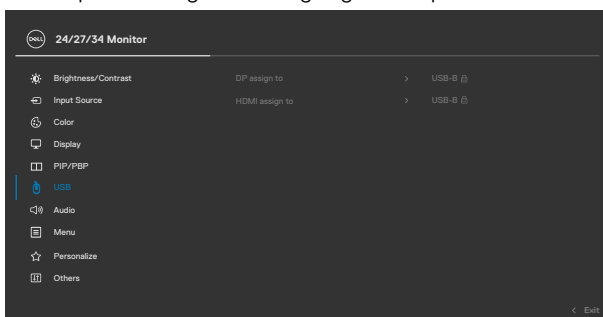 DELL
24/27/34 Monitor
Brightness/Contrast
DP assign to > USB-B
Input Source
HDMI assign to > USB-B
Color
Display
PIP/PBP
USB
Audio
Menu
Personalize
Others
< Exit